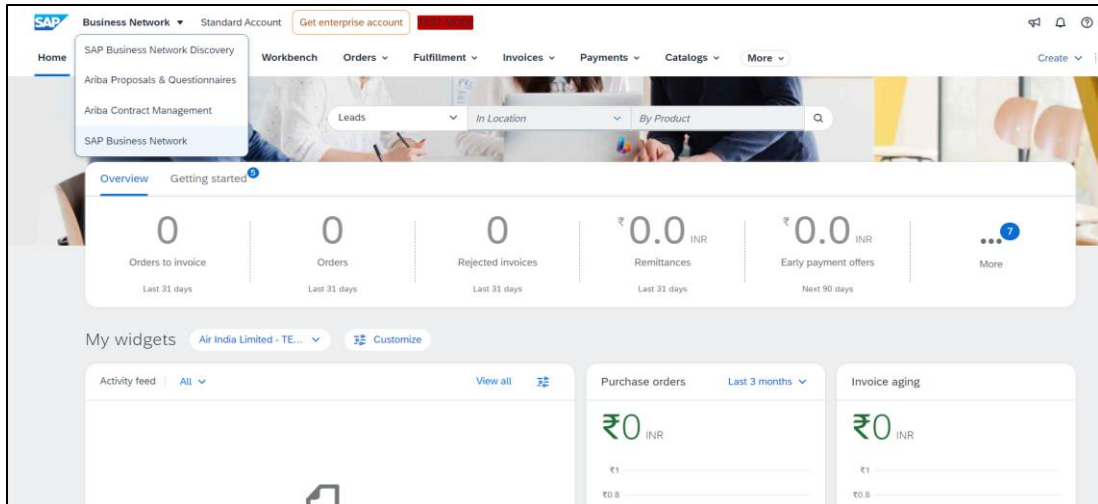 SAP Business Network ▼ Standard Account Get enterprise account TEST MODE
Home Workbench Orders Fulfillment Invoices Payments Catalogs More Create
SAP Business Network Discovery
Ariba Proposals & Questionnaires
Ariba Contract Management
SAP Business Network
Leads In Location By Product
Overview Getting started 5
0 0 0 ₹0.0 INR ₹0.0 INR ... 7
Orders to invoice Orders Rejected invoices Remittances Early payment offers More
Last 31 days Last 31 days Last 31 days Last 31 days Next 90 days
My widgets Air India Limited - TE... Customize
Activity feed All View all
Purchase orders Last 3 months
Invoice aging
₹0 INR
₹0 INR
₹1
₹1
₹0.8
₹0.8